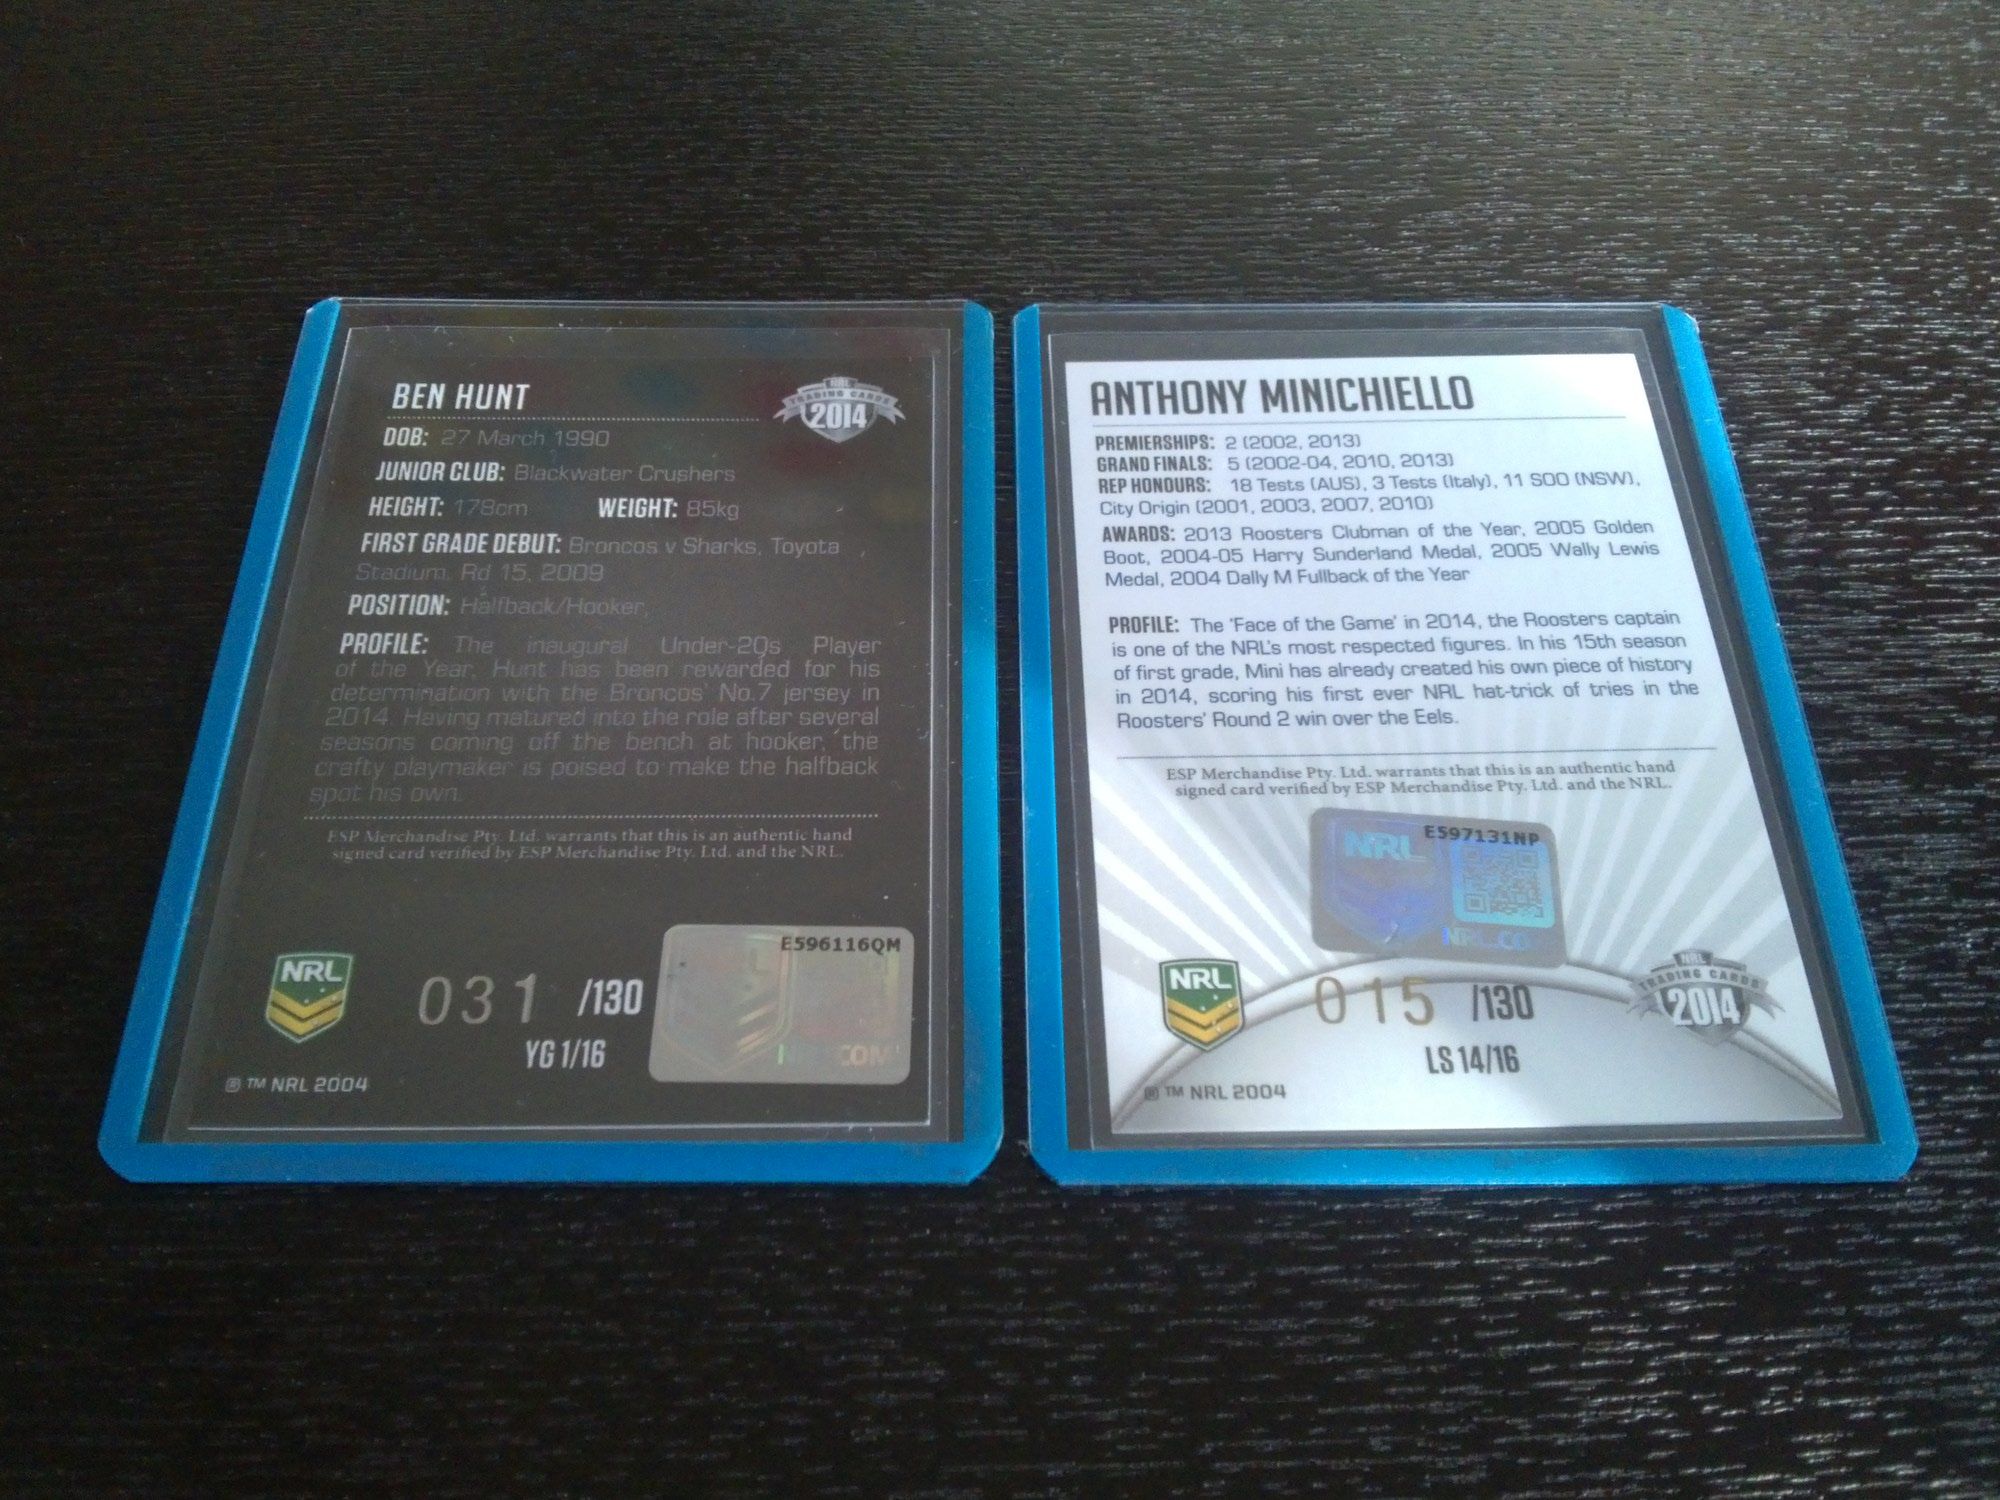 BEN HUNT
NRL
TRADING CARDS
2014
DOB: 27 March 1990
JUNIOR CLUB: Blackwater Crushers
HEIGHT: 178cm WEIGHT: 85kg
FIRST GRADE DEBUT: Broncos v Sharks, Toyota
Stadium, Rd 15, 2009
POSITION: Halfback/Hooker,
PROFILE: The inaugural Under-20s Player
of the Year, Hunt has been rewarded for his
determination with the Broncos' No.7 jersey in
2014. Having matured into the role after several
seasons coming off the bench at hooker, the
crafty playmaker is poised to make the halfback
spot his own.
ESP Merchandise Pty. Ltd. warrants that this is an authentic hand
signed card verified by ESP Merchandise Pty. Ltd. and the NRL.
E596116QM
NRL
031 /130
YG 1/16
® ™ NRL 2004
ANTHONY MINICHIELLO
PREMIERSHIPS: 2 (2002, 2013)
GRAND FINALS: 5 (2002-04, 2010, 2013)
REP HONOURS: 18 Tests (AUS), 3 Tests (Italy), 11 SOO (NSW),
City Origin (2001, 2003, 2007, 2010)
AWARDS: 2013 Roosters Clubman of the Year, 2005 Golden
Boot, 2004-05 Harry Sunderland Medal, 2005 Wally Lewis
Medal, 2004 Dally M Fullback of the Year
PROFILE: The 'Face of the Game' in 2014, the Roosters captain
is one of the NRL's most respected figures. In his 15th season
of first grade, Mini has already created his own piece of history
in 2014, scoring his first ever NRL hat-trick of tries in the
Roosters' Round 2 win over the Eels.
ESP Merchandise Pty. Ltd. warrants that this is an authentic hand
signed card verified by ESP Merchandise Pty. Ltd. and the NRL.
E597131NP
NRL
NRL.CO
NRL
015 /130
LS 14/16
NRL
TRADING CARDS
2014
® ™ NRL 2004